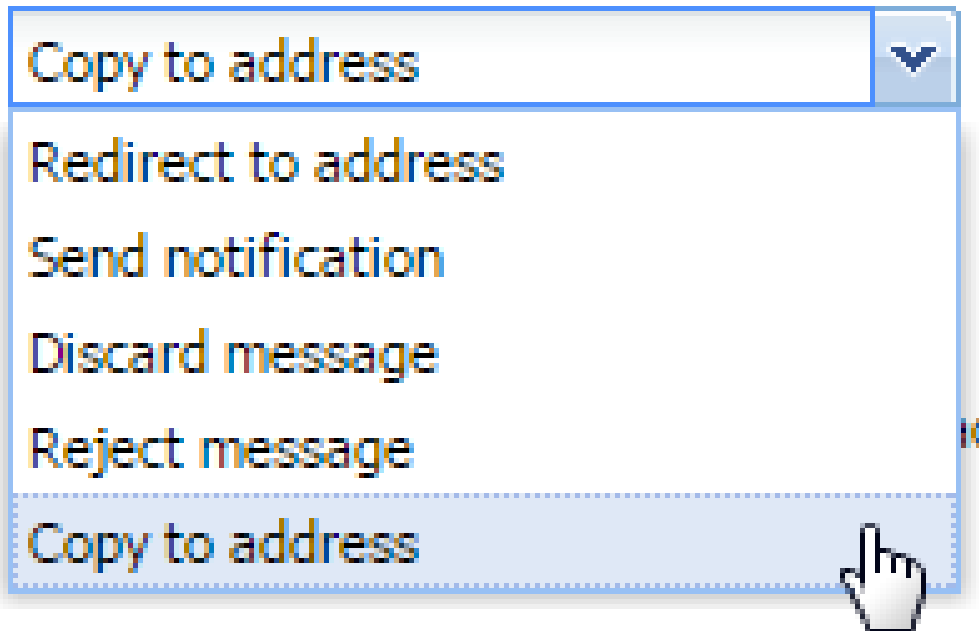 Copy to address
Redirect to address
Send notification
Discard message
Reject message
Copy to address